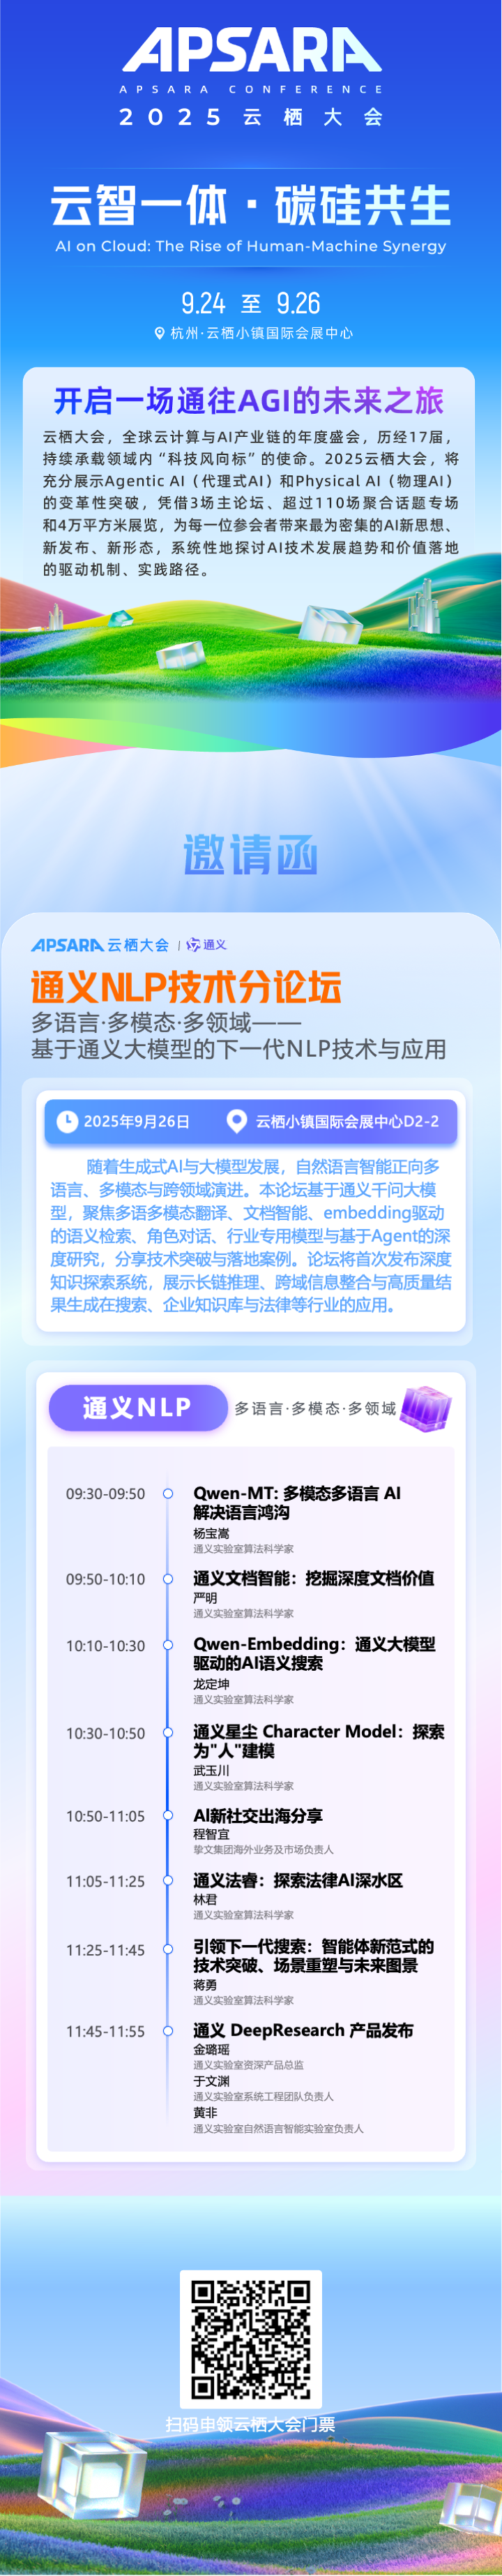 APSARA
APSARA CONFERENCE
2025云栖大会
云智一体·碳硅共生
AI on Cloud: The Rise of Human-Machine Synergy
9.24 至 9.26
杭州·云栖小镇国际会展中心
开启一场通往AGI的未来之旅
云栖大会，全球云计算与AI产业链的年度盛会，历经17届，
持续承载领域内“科技风向标”的使命。2025云栖大会，将
充分展示Agentic AI（代理式AI）和Physical AI（物理AI）
的变革性突破，凭借3场主论坛、超过110场聚合话题专场
和4万平方米展览，为每一位参会者带来最为密集的AI新思想、
新发布、新形态，系统性地探讨AI技术发展趋势和价值落地
的驱动机制、实践路径。
邀请函
APSARA云栖大会 | 通义
通义NLP技术分论坛
多语言·多模态·多领域——
基于通义大模型的下一代NLP技术与应用
2025年9月26日 云栖小镇国际会展中心D2-2
随着生成式AI与大模型发展，自然语言智能正向多
语言、多模态与跨领域演进。本论坛基于通义千问大模
型，聚焦多语多模态翻译、文档智能、embedding驱动
的语义检索、角色对话、行业专用模型与基于Agent的深
度研究，分享技术突破与落地案例。论坛将首次发布深度
知识探索系统，展示长链推理、跨域信息整合与高质量结
果生成在搜索、企业知识库与法律等行业的应用。
通义NLP 多语言·多模态·多领域
09:30-09:50 Qwen-MT: 多模态多语言 AI
解决语言鸿沟
杨宝嵩
通义实验室算法科学家
09:50-10:10 通义文档智能：挖掘深度文档价值
严明
通义实验室算法科学家
10:10-10:30 Qwen-Embedding：通义大模型
驱动的AI语义搜索
龙定坤
通义实验室算法科学家
10:30-10:50 通义星尘 Character Model：探索
为"人"建模
武玉川
通义实验室算法科学家
10:50-11:05 AI新社交出海分享
程智宜
挚文集团海外业务及市场负责人
11:05-11:25 通义法睿：探索法律AI深水区
林君
通义实验室算法科学家
11:25-11:45 引领下一代搜索：智能体新范式的
技术突破、场景重塑与未来图景
蒋勇
通义实验室算法科学家
11:45-11:55 通义 DeepResearch 产品发布
金璐瑶
通义实验室资深产品总监
于文渊
通义实验室系统工程团队负责人
黄非
通义实验室自然语言智能实验室负责人
扫码申领云栖大会门票